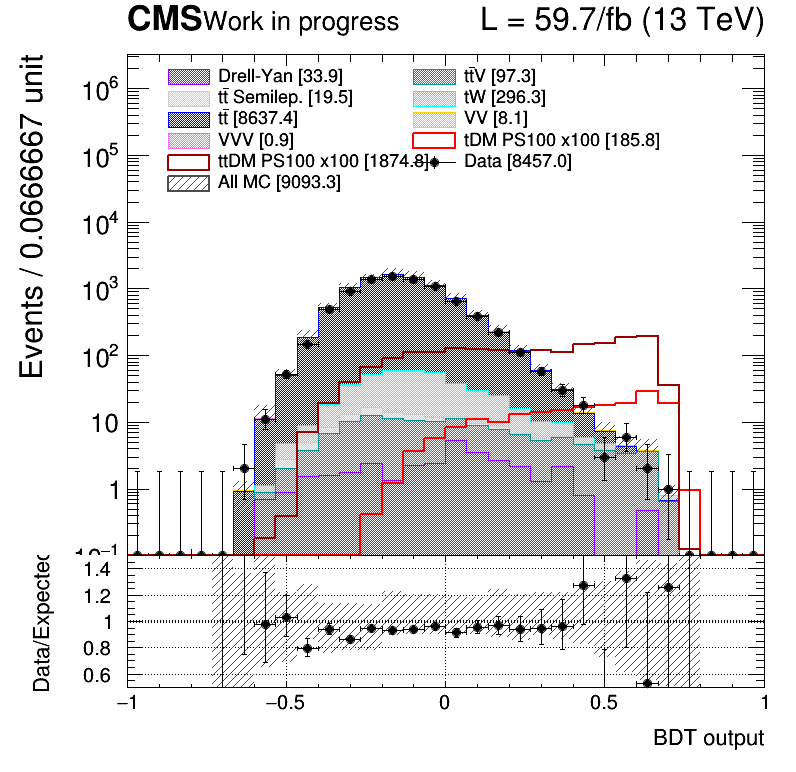 CMS Work in progress L = 59.7/fb (13 TeV)
Events / 0.0666667 unit
Drell-Yan [33.9] tt̄V [97.3]
tt̄ Semilep. [19.5] tW [296.3]
tt̄ [8637.4] VV [8.1]
VVV [0.9] tDM PS100 x100 [185.8]
ttDM PS100 x100 [1874.8] Data [8457.0]
All MC [9093.3]
10⁶
10⁵
10⁴
10³
10²
10
1
10⁻¹
Data/Expected
1.4
1.2
1
0.8
0.6
−1 −0.5 0 0.5 1
BDT output